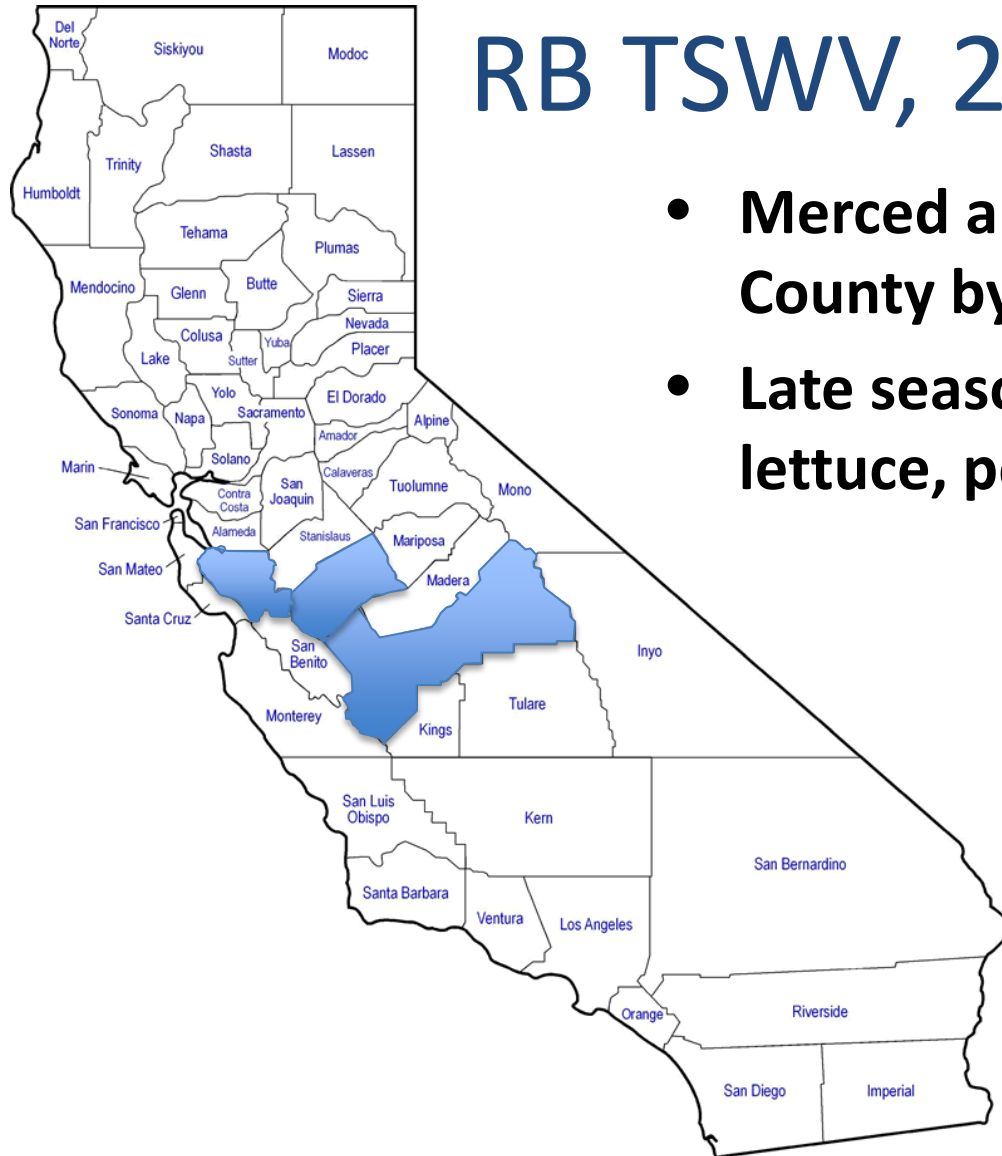 RB TSWV, 2
• Merced a
County by
• Late seaso
lettuce, p
Del
Norte
Siskiyou
Modoc
Humboldt
Trinity
Shasta
Lassen
Tehama
Plumas
Mendocino
Glenn
Butte
Sierra
Nevada
Placer
Colusa
Yuba
Sutter
Lake
Yolo
El Dorado
Sonoma
Napa
Sacramento
Alpine
Amador
Solano
Calaveras
Marin
Contra
Costa
San
Joaquin
Tuolumne
Mono
San Francisco
Alameda
Stanislaus
Mariposa
San Mateo
Madera
Santa Cruz
San
Benito
Inyo
Monterey
Kings
Tulare
San Luis
Obispo
Kern
San Bernardino
Santa Barbara
Ventura
Los Angeles
Orange
Riverside
San Diego
Imperial